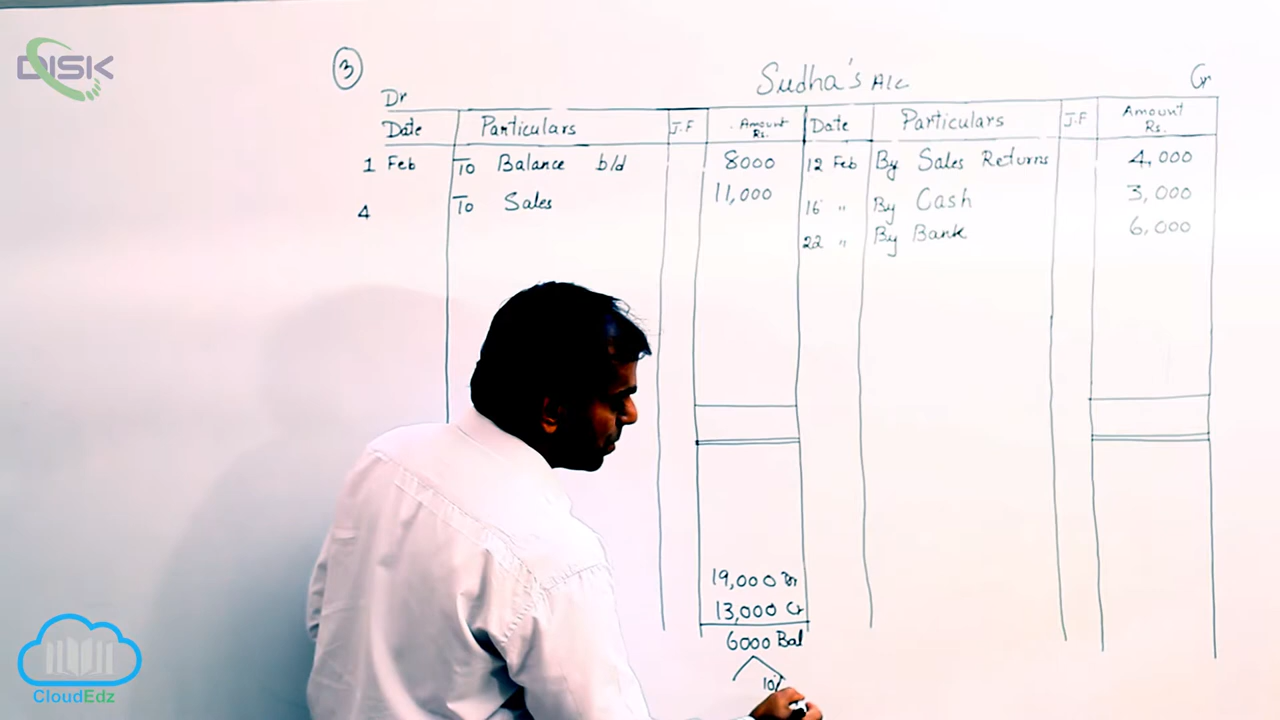 DISK
3
Sudha's A/c
Dr
Cr
Date Particulars J.F Amount Rs. Date Particulars J.F Amount Rs.
1 Feb To Balance b/d 8000 12 Feb By Sales Returns 4,000
4 To Sales 11,000 16 " By Cash 3,000
22 " By Bank 6,000
19,000 Dr
13,000 Cr
6000 Bal
CloudEdz